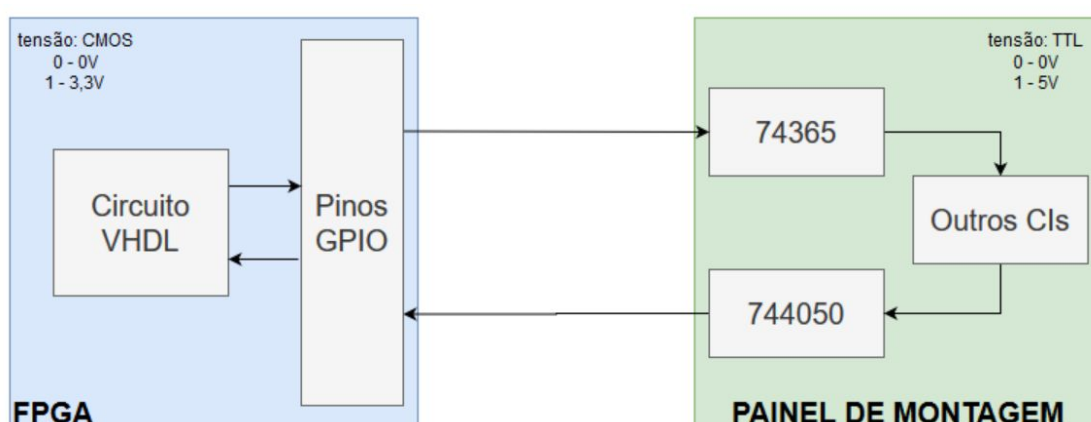 tensão: CMOS
0 - 0V
1 - 3,3V
Circuito
VHDL
Pinos
GPIO
FPGA
tensão: TTL
0 - 0V
1 - 5V
74365
Outros CIs
744050
PAINEL DE MONTAGEM